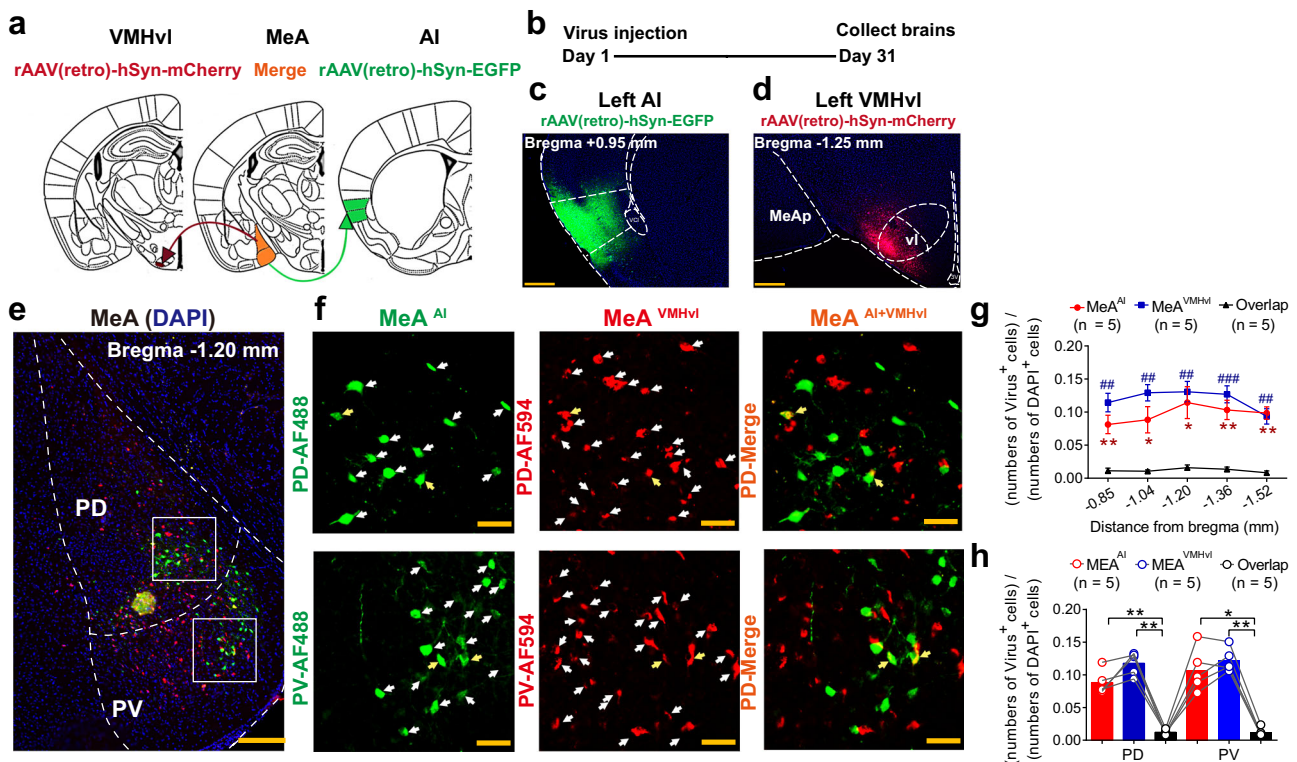 a
VMHvl MeA AI
rAAV(retro)-hSyn-mCherry Merge rAAV(retro)-hSyn-EGFP
b
Virus injection Collect brains
Day 1 Day 31
c
Left AI
rAAV(retro)-hSyn-EGFP
Bregma +0.95 mm
VCl
d
Left VMHvl
rAAV(retro)-hSyn-mCherry
Bregma -1.25 mm
MeAp
vl
3V
e
MeA (DAPI)
Bregma -1.20 mm
PD
PV
f
MeA AI MeA VMHvl MeA AI+VMHvl
PD-AF488 PD-AF594 PD-Merge
PV-AF488 PV-AF594 PD-Merge
g
MeA AI MeA VMHvl Overlap
(n = 5) (n = 5) (n = 5)
(numbers of Virus+ cells) /
(numbers of DAPI+ cells)
0.20
0.15
0.10
0.05
0.00
## ## ## ### ##
** * * ** **
-0.85 -1.04 -1.20 -1.36 -1.52
Distance from bregma (mm)
h
MEA AI MEA VMHvl Overlap
(n = 5) (n = 5) (n = 5)
(numbers of Virus+ cells) /
(numbers of DAPI+ cells)
0.20
0.15
0.10
0.05
0.00
** *
** **
PD PV